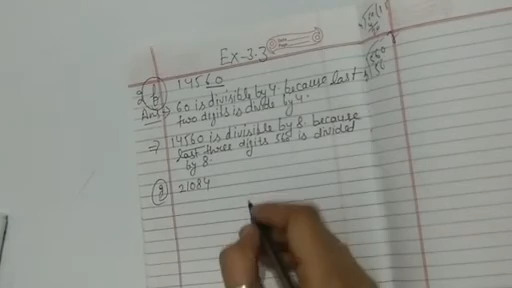 Ex-3.3
2 f) 14560
Ans⇒ 60 is divisible by 4 because last
two digits is divide by 4.
⇒ 14560 is divisible by 8 because
last three digits 560 is divided
by 8.
g) 21084